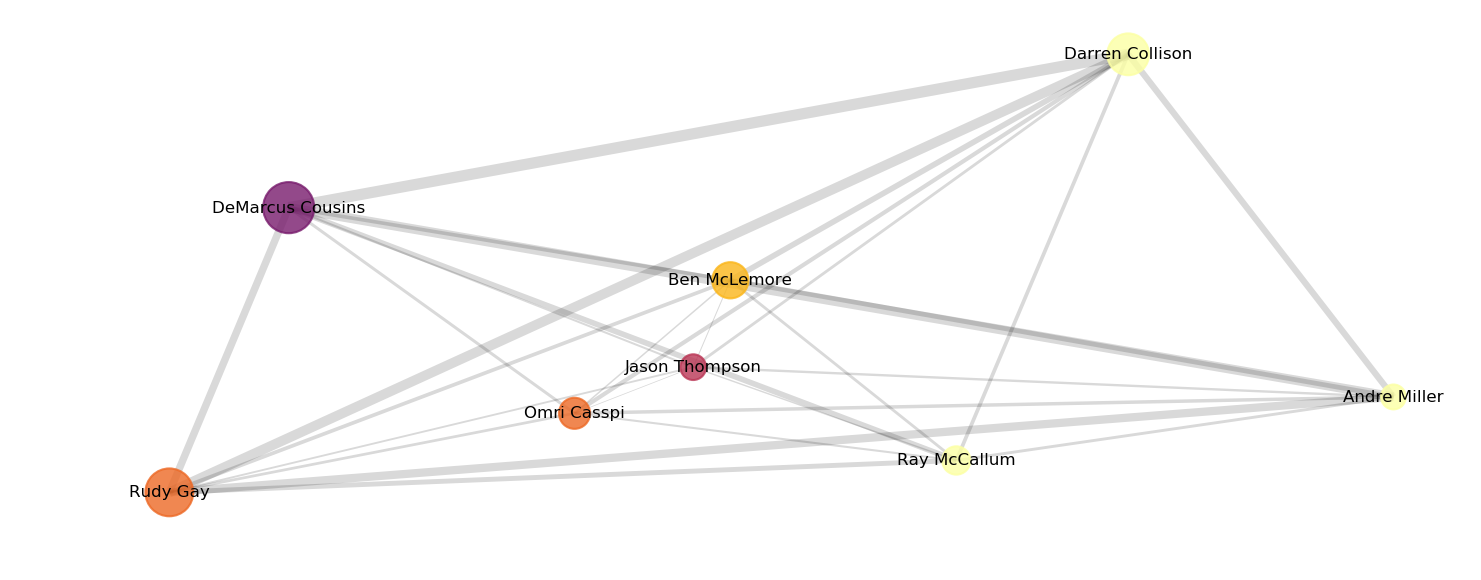 Darren Collison
DeMarcus Cousins
Ben McLemore
Jason Thompson
Andre Miller
Omri Casspi
Ray McCallum
Rudy Gay